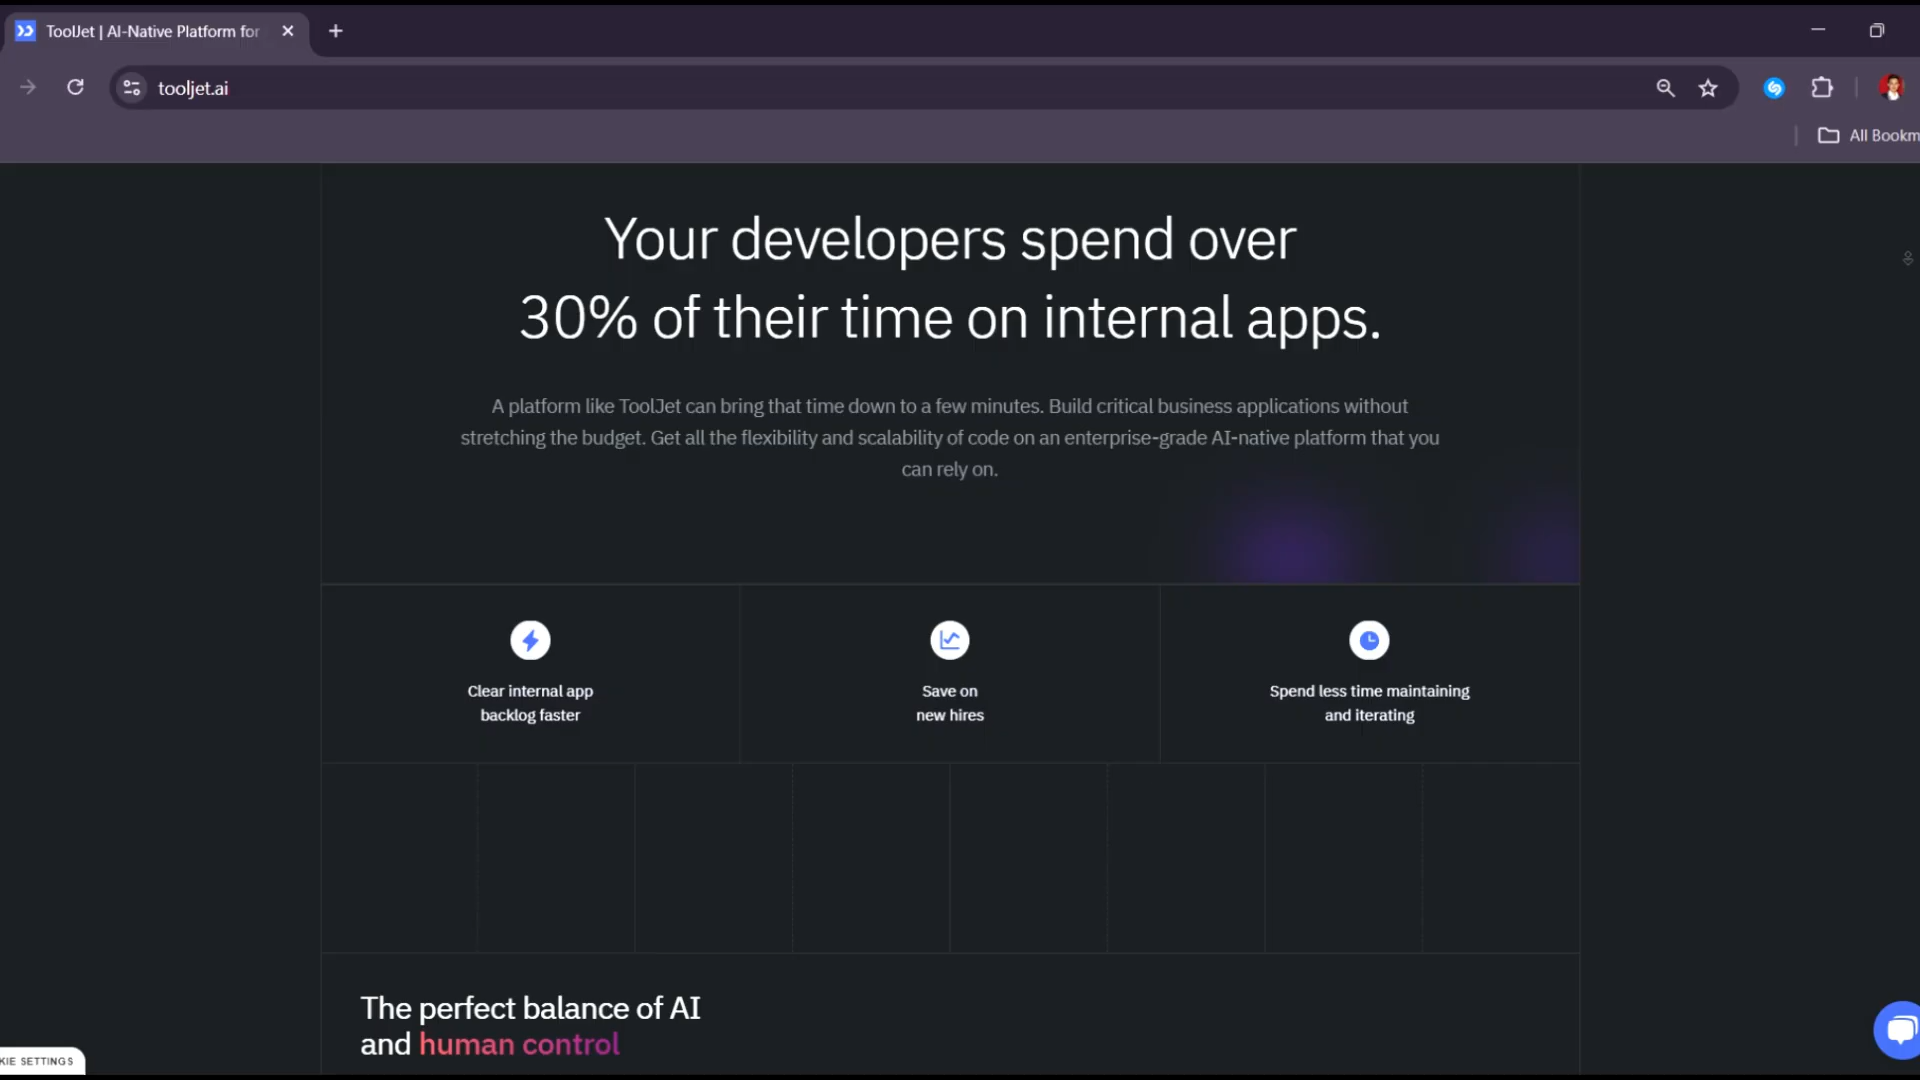 ToolJet | AI-Native Platform for
tooljet.ai
All Bookm
Your developers spend over
30% of their time on internal apps.
A platform like ToolJet can bring that time down to a few minutes. Build critical business applications without
stretching the budget. Get all the flexibility and scalability of code on an enterprise-grade AI-native platform that you
can rely on.
Clear internal app
backlog faster
Save on
new hires
Spend less time maintaining
and iterating
The perfect balance of AI
and human control
KIE SETTINGS